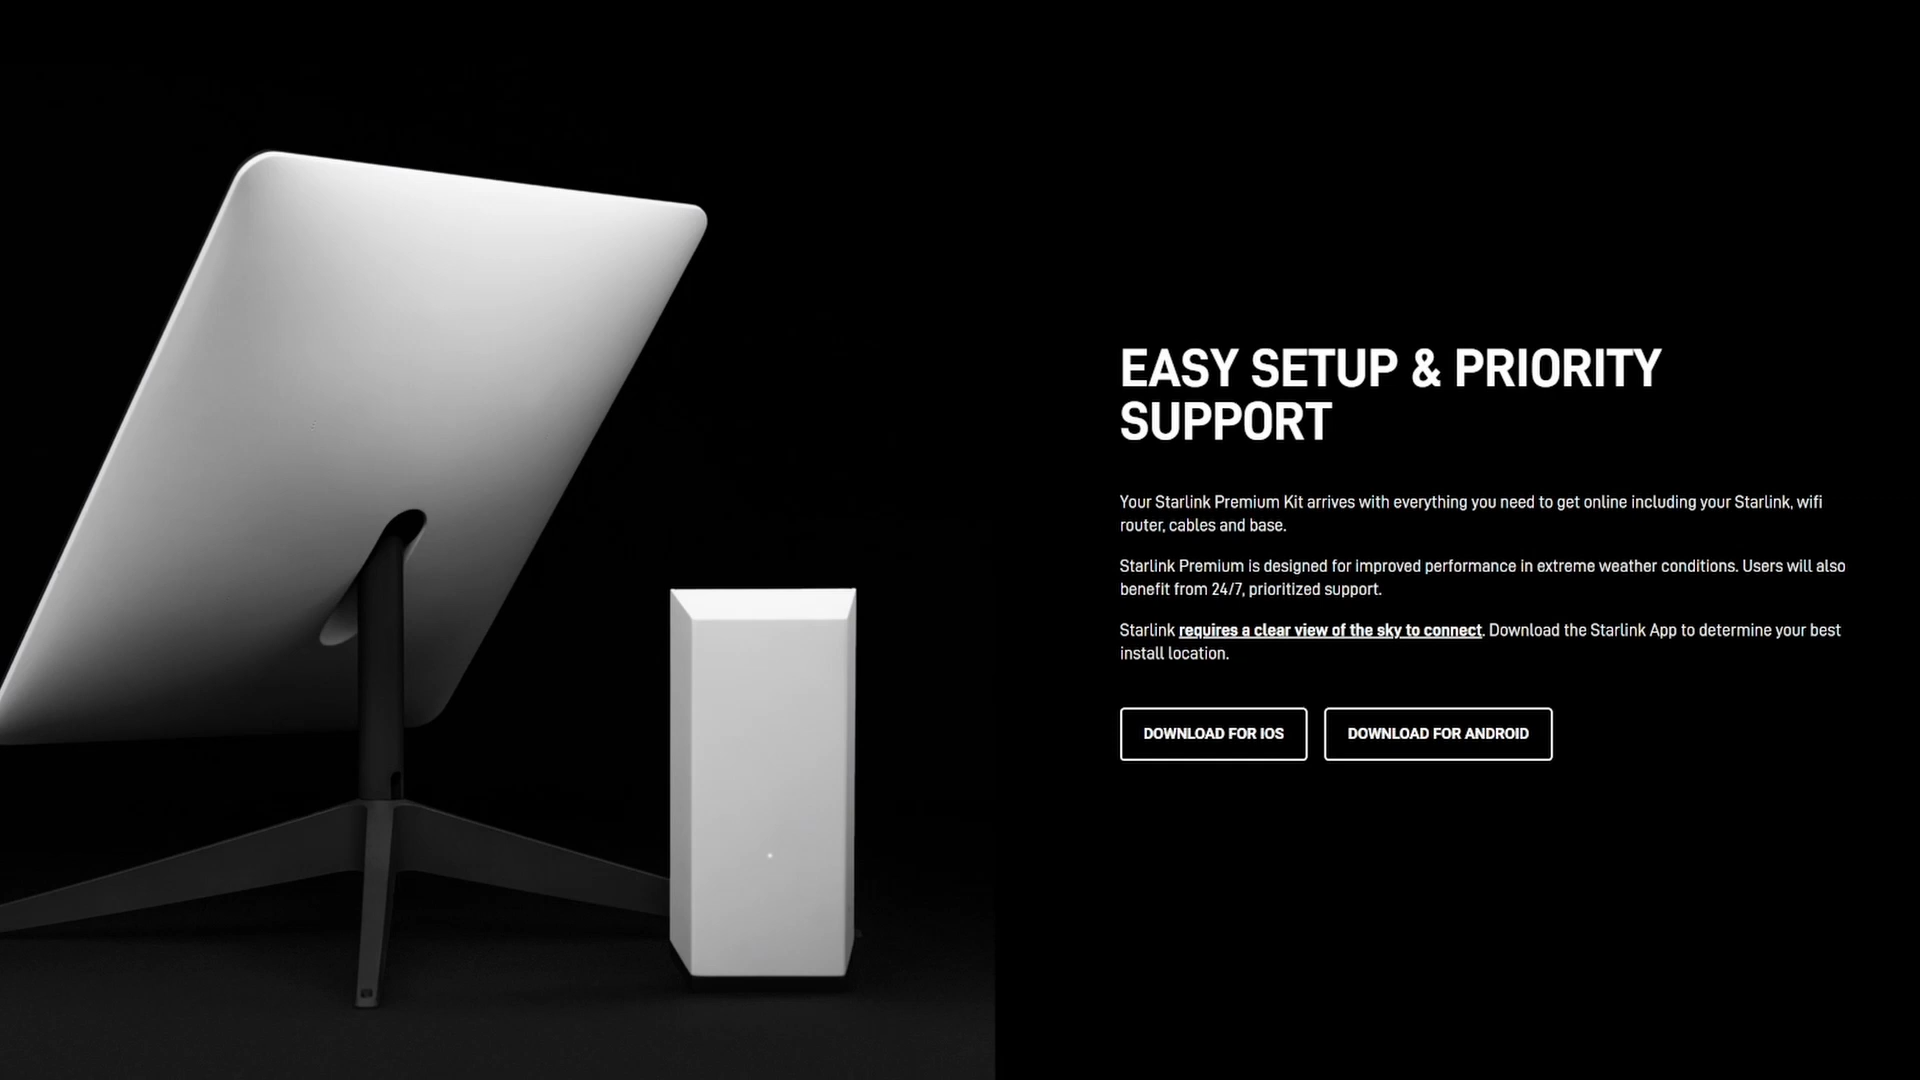 EASY SETUP & PRIORITY
SUPPORT
Your Starlink Premium Kit arrives with everything you need to get online including your Starlink, wifi
router, cables and base.
Starlink Premium is designed for improved performance in extreme weather conditions. Users will also
benefit from 24/7, prioritized support.
Starlink requires a clear view of the sky to connect. Download the Starlink App to determine your best
install location.
DOWNLOAD FOR IOS
DOWNLOAD FOR ANDROID